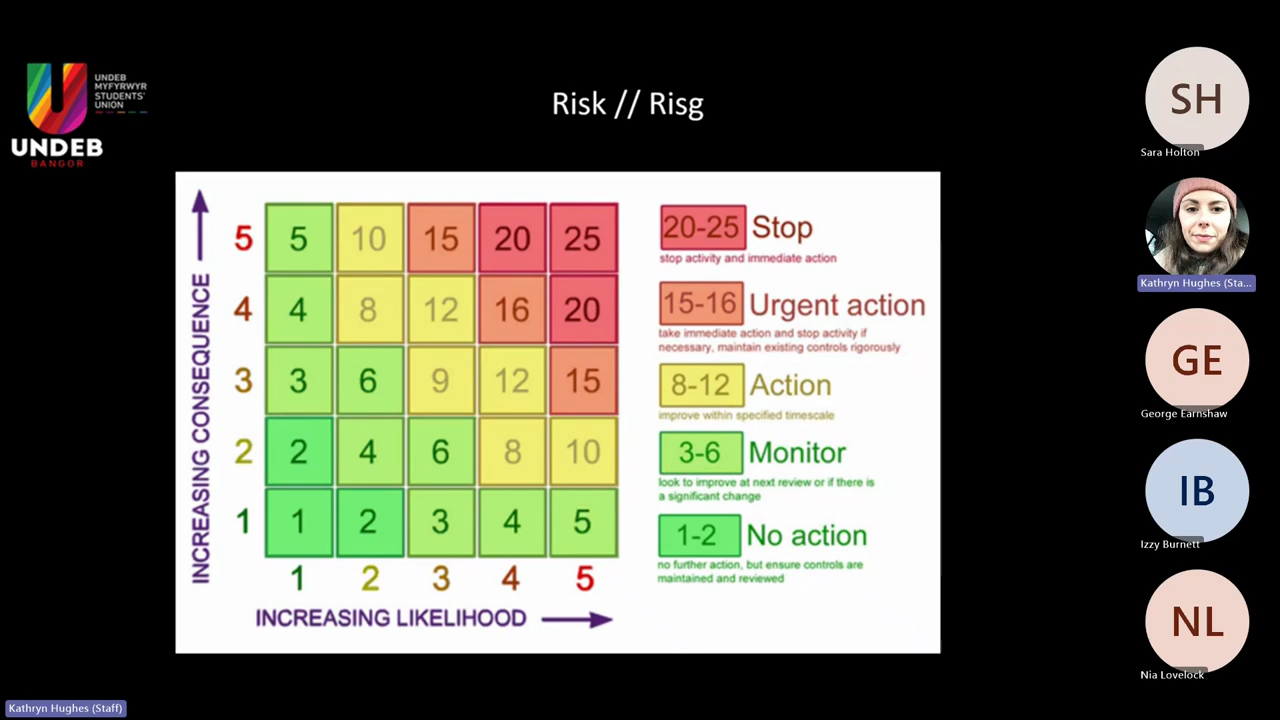 UNDEB
MYFYRWYR
STUDENTS'
UNION
UNDEB
BANGOR
Risk // Risg
INCREASING CONSEQUENCE
5 5 10 15 20 25
4 4 8 12 16 20
3 3 6 9 12 15
2 2 4 6 8 10
1 1 2 3 4 5
1 2 3 4 5
INCREASING LIKELIHOOD
20-25 Stop
stop activity and immediate action
15-16 Urgent action
take immediate action and stop activity if
necessary, maintain existing controls rigorously
8-12 Action
improve within specified timescale
3-6 Monitor
look to improve at next review or if there is
a significant change
1-2 No action
no further action, but ensure controls are
maintained and reviewed
SH
Sara Holton
Kathryn Hughes (Sta...
GE
George Earnshaw
IB
Izzy Burnett
NL
Nia Lovelock
Kathryn Hughes (Staff)